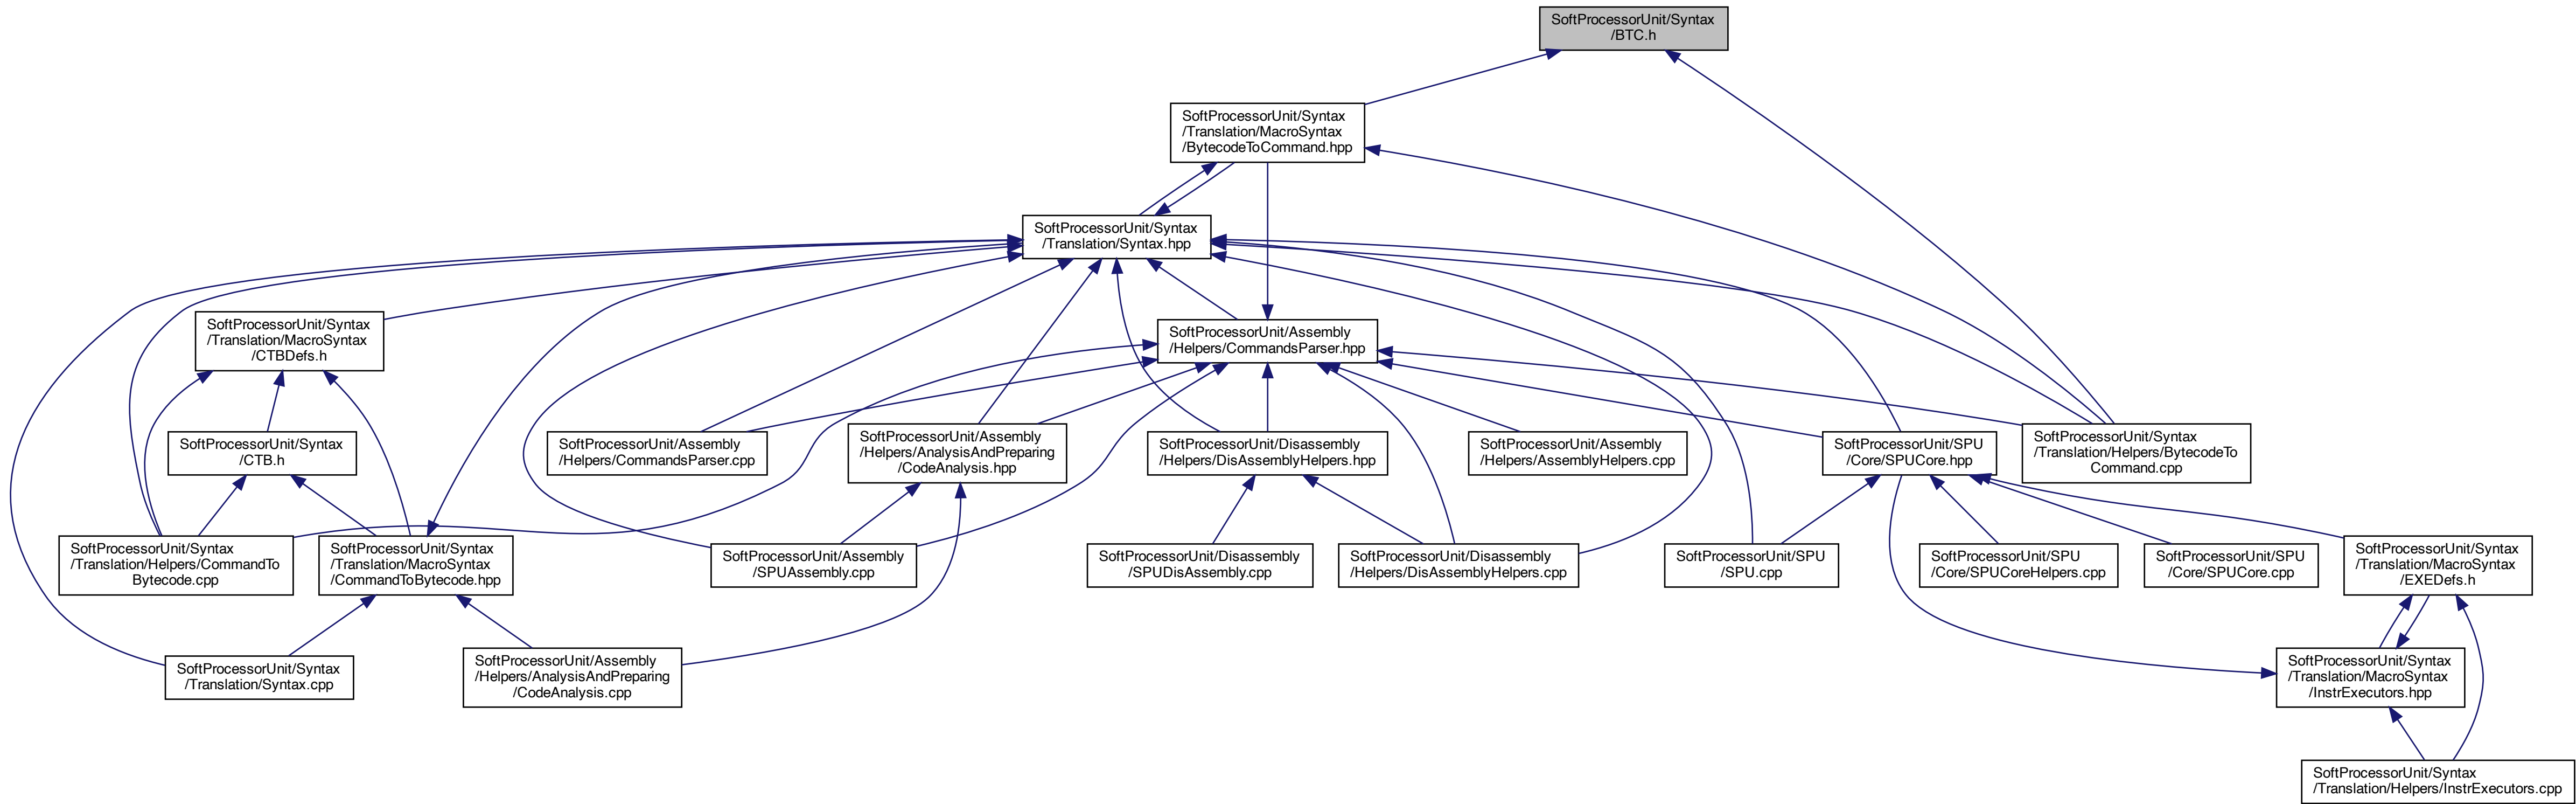 SoftProcessorUnit/Syntax
/BTC.h
SoftProcessorUnit/Syntax
/Translation/MacroSyntax
/BytecodeToCommand.hpp
SoftProcessorUnit/Syntax
/Translation/Syntax.hpp
SoftProcessorUnit/Syntax
/Translation/MacroSyntax
/CTBDefs.h
SoftProcessorUnit/Assembly
/Helpers/CommandsParser.hpp
SoftProcessorUnit/Syntax
/CTB.h
SoftProcessorUnit/Assembly
/Helpers/CommandsParser.cpp
SoftProcessorUnit/Assembly
/Helpers/AnalysisAndPreparing
/CodeAnalysis.hpp
SoftProcessorUnit/Disassembly
/Helpers/DisAssemblyHelpers.hpp
SoftProcessorUnit/Assembly
/Helpers/AssemblyHelpers.cpp
SoftProcessorUnit/SPU
/Core/SPUCore.hpp
SoftProcessorUnit/Syntax
/Translation/Helpers/BytecodeTo
Command.cpp
SoftProcessorUnit/Syntax
/Translation/Helpers/CommandTo
Bytecode.cpp
SoftProcessorUnit/Syntax
/Translation/MacroSyntax
/CommandToBytecode.hpp
SoftProcessorUnit/Assembly
/SPUAssembly.cpp
SoftProcessorUnit/Disassembly
/SPUDisAssembly.cpp
SoftProcessorUnit/Disassembly
/Helpers/DisAssemblyHelpers.cpp
SoftProcessorUnit/SPU
/SPU.cpp
SoftProcessorUnit/SPU
/Core/SPUCoreHelpers.cpp
SoftProcessorUnit/SPU
/Core/SPUCore.cpp
SoftProcessorUnit/Syntax
/Translation/MacroSyntax
/EXEDefs.h
SoftProcessorUnit/Syntax
/Translation/Syntax.cpp
SoftProcessorUnit/Assembly
/Helpers/AnalysisAndPreparing
/CodeAnalysis.cpp
SoftProcessorUnit/Syntax
/Translation/MacroSyntax
/InstrExecutors.hpp
SoftProcessorUnit/Syntax
/Translation/Helpers/InstrExecutors.cpp